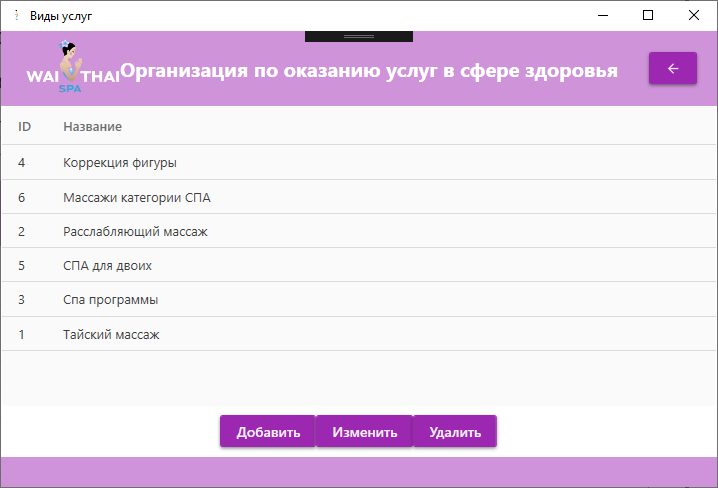 Виды услуг
WAI THAI
SPA
Организация по оказанию услуг в сфере здоровья
ID Название
4 Коррекция фигуры
6 Массажи категории СПА
2 Расслабляющий массаж
5 СПА для двоих
3 Спа программы
1 Тайский массаж
Добавить Изменить Удалить